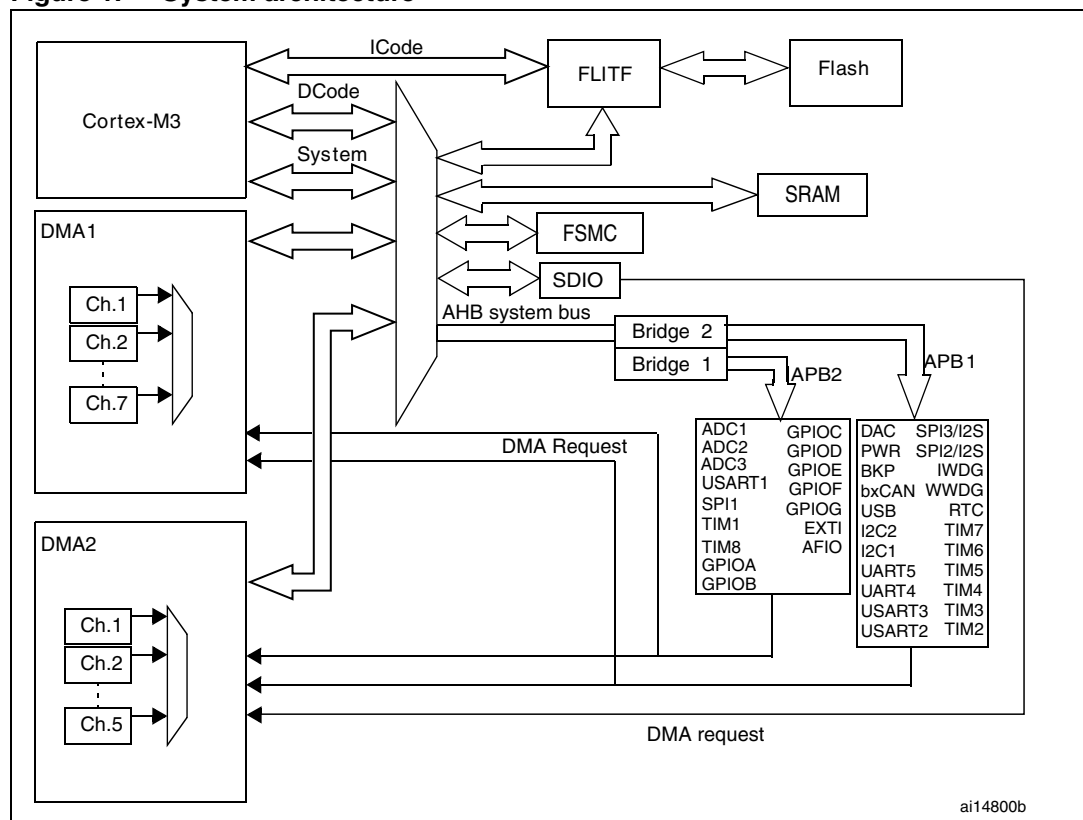 ICode
FLITF
Flash
Cortex-M3
DCode
System
SRAM
DMA1
FSMC
SDIO
Ch.1
Ch.2
Ch.7
AHB system bus
Bridge 2
Bridge 1
APB2
APB1
DMA Request
ADC1 GPIOC
ADC2 GPIOD
ADC3 GPIOE
USART1 GPIOF
SPI1 GPIOG
TIM1 EXTI
TIM8 AFIO
GPIOA
GPIOB
DAC SPI3/I2S
PWR SPI2/I2S
BKP IWDG
bxCAN WWDG
USB RTC
I2C2 TIM7
I2C1 TIM6
UART5 TIM5
UART4 TIM4
USART3 TIM3
USART2 TIM2
DMA2
Ch.1
Ch.2
Ch.5
DMA request
ai14800b